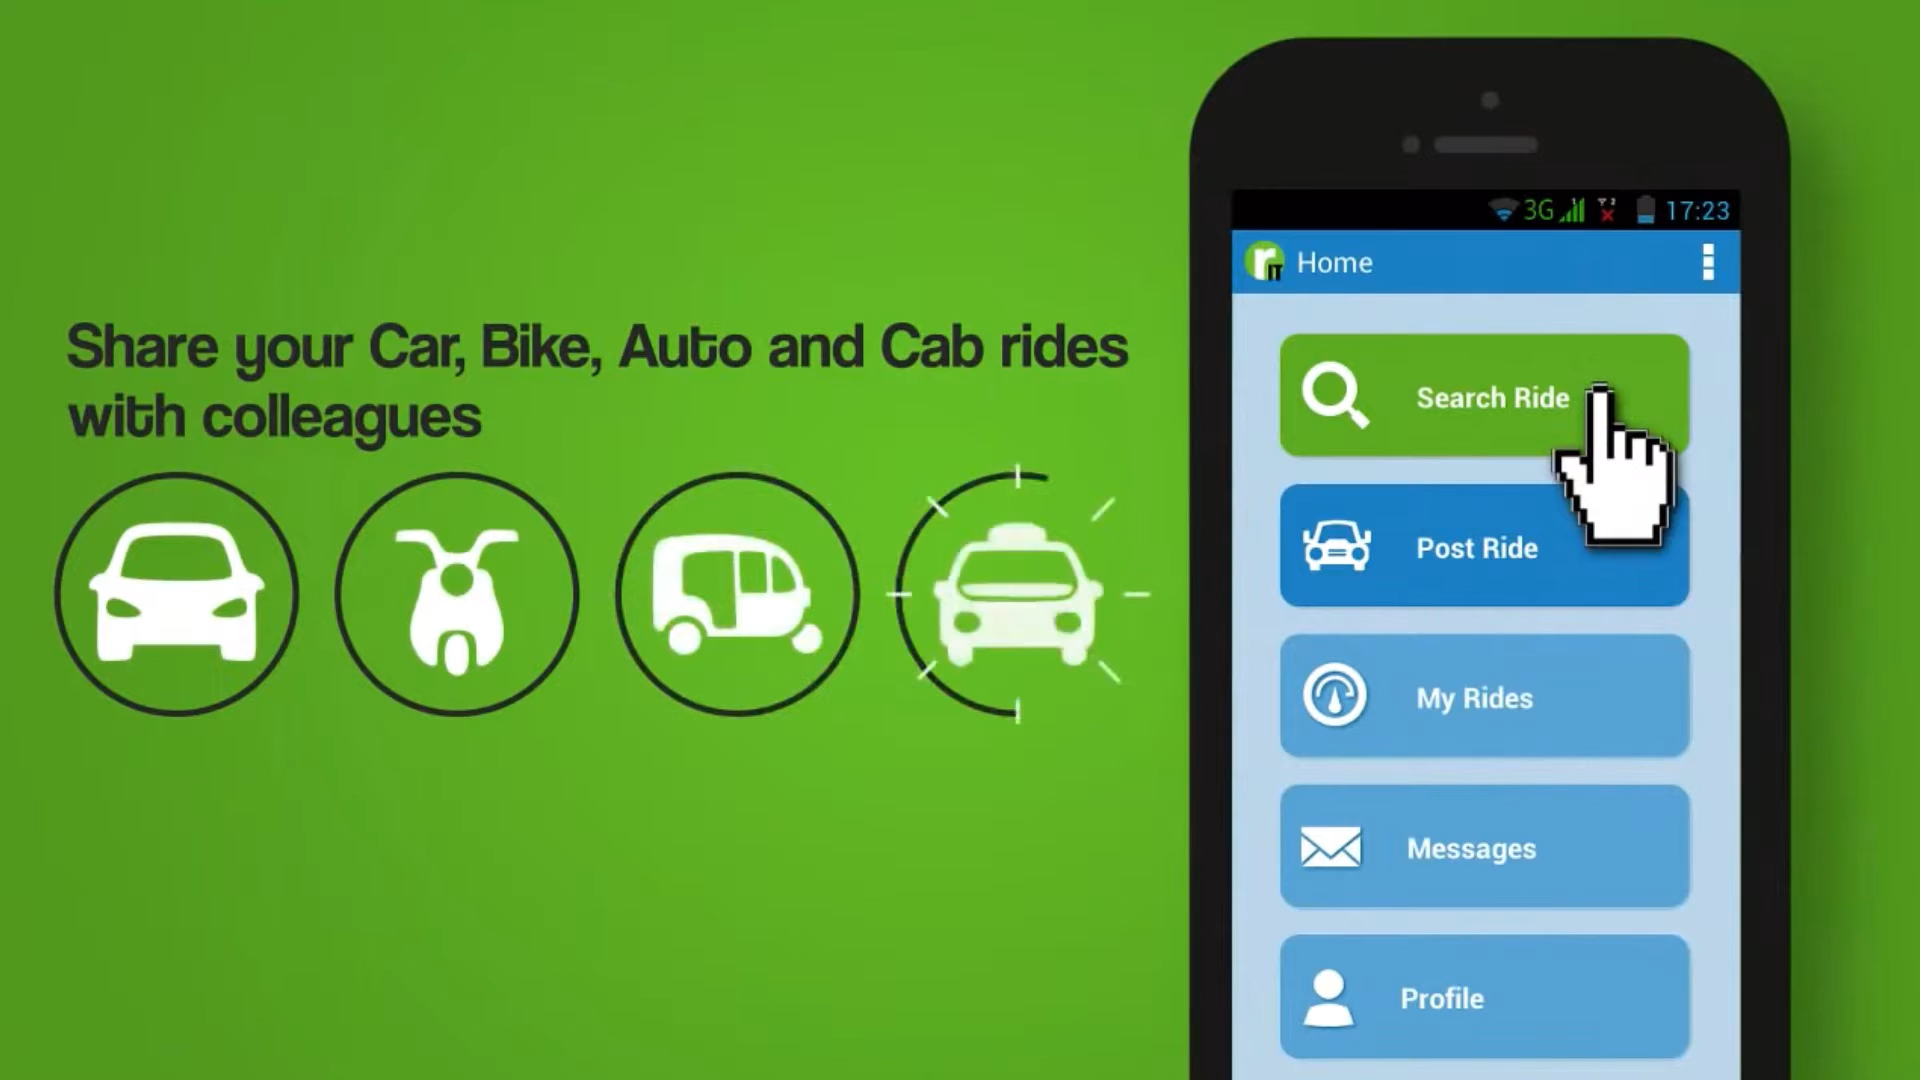 Share your Car, Bike, Auto and Cab rides
with colleagues
3G
17:23
rIT
Home
Search Ride
Post Ride
My Rides
Messages
Profile